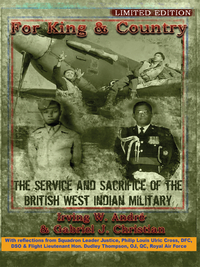 LIMITED EDITION
For King & Country
THE SERVICE AND SACRIFICE OF THE
BRITISH WEST INDIAN MILITARY
Irving W. André
& Gabriel J. Christian
With reflections from Squadron Leader Justice, Philip Louis Ulric Cross, DFC,
DSO & Flight Lieutenant Hon. Dudley Thompson, OJ, QC, Royal Air Force